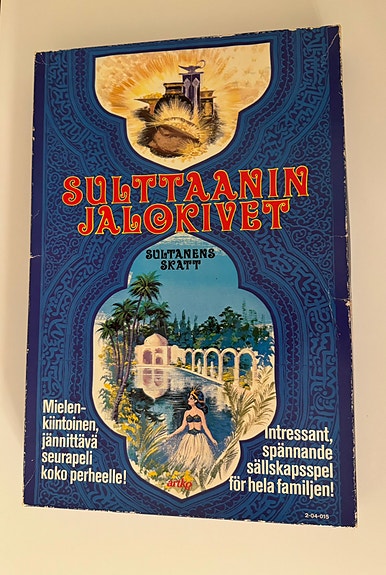 SULTTAANIN
JALOKIVET
SULTANENS
SKATT
Mielen-
kiintoinen,
jännittävä
seurapeli
koko perheelle!
Intressant,
spännande
sällskapsspel
för hela familjen!
artko
2-04-015